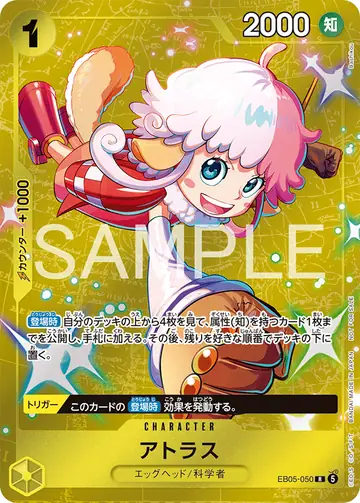 1
2000 知
カウンター +1000
SAMPLE
登場時 自分のデッキの上から4枚を見て、属性(知)を持つカード1枚
までを公開し、手札に加える。その後、残りを好きな順番でデッキの下に
置く。
トリガー このカードの 登場時 効果を発動する。
CHARACTER
アトラス
エッグヘッド/科学者
EB05-050 R 5